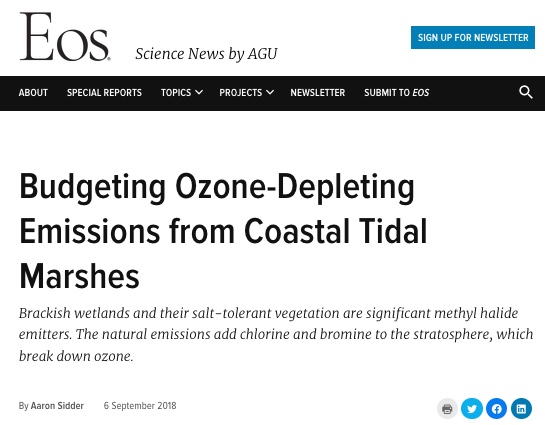 Eos
Science News by AGU
SIGN UP FOR NEWSLETTER
ABOUT SPECIAL REPORTS TOPICS PROJECTS NEWSLETTER SUBMIT TO EOS
Budgeting Ozone-Depleting
Emissions from Coastal Tidal
Marshes
Brackish wetlands and their salt-tolerant vegetation are significant methyl halide
emitters. The natural emissions add chlorine and bromine to the stratosphere, which
break down ozone.
By Aaron Sidder 6 September 2018